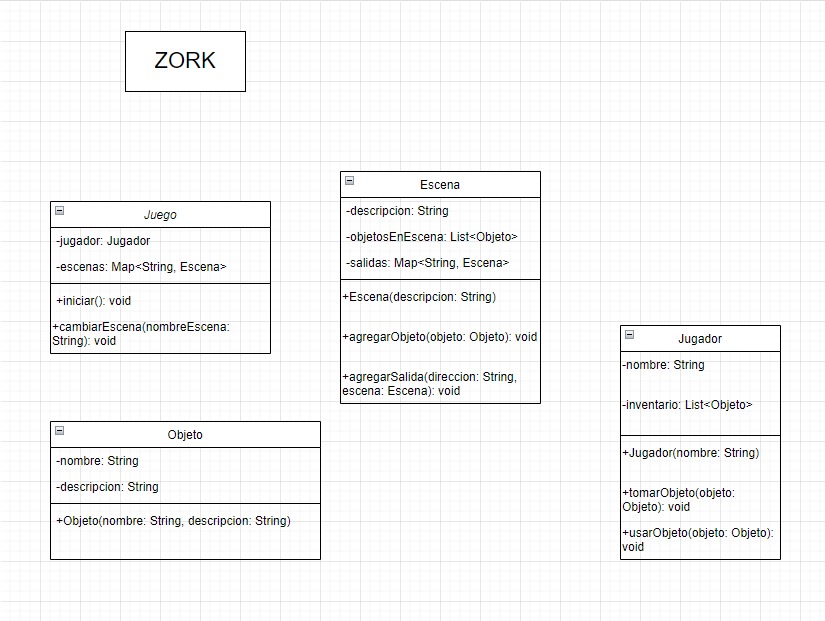 ZORK
Juego
-jugador: Jugador
-escenas: Map<String, Escena>
+iniciar(): void
+cambiarEscena(nombreEscena:
String): void
Escena
-descripcion: String
-objetosEnEscena: List<Objeto>
-salidas: Map<String, Escena>
+Escena(descripcion: String)
+agregarObjeto(objeto: Objeto): void
+agregarSalida(direccion: String,
escena: Escena): void
Jugador
-nombre: String
-inventario: List<Objeto>
+Jugador(nombre: String)
+tomarObjeto(objeto:
Objeto): void
+usarObjeto(objeto: Objeto):
void
Objeto
-nombre: String
-descripcion: String
+Objeto(nombre: String, descripcion: String)